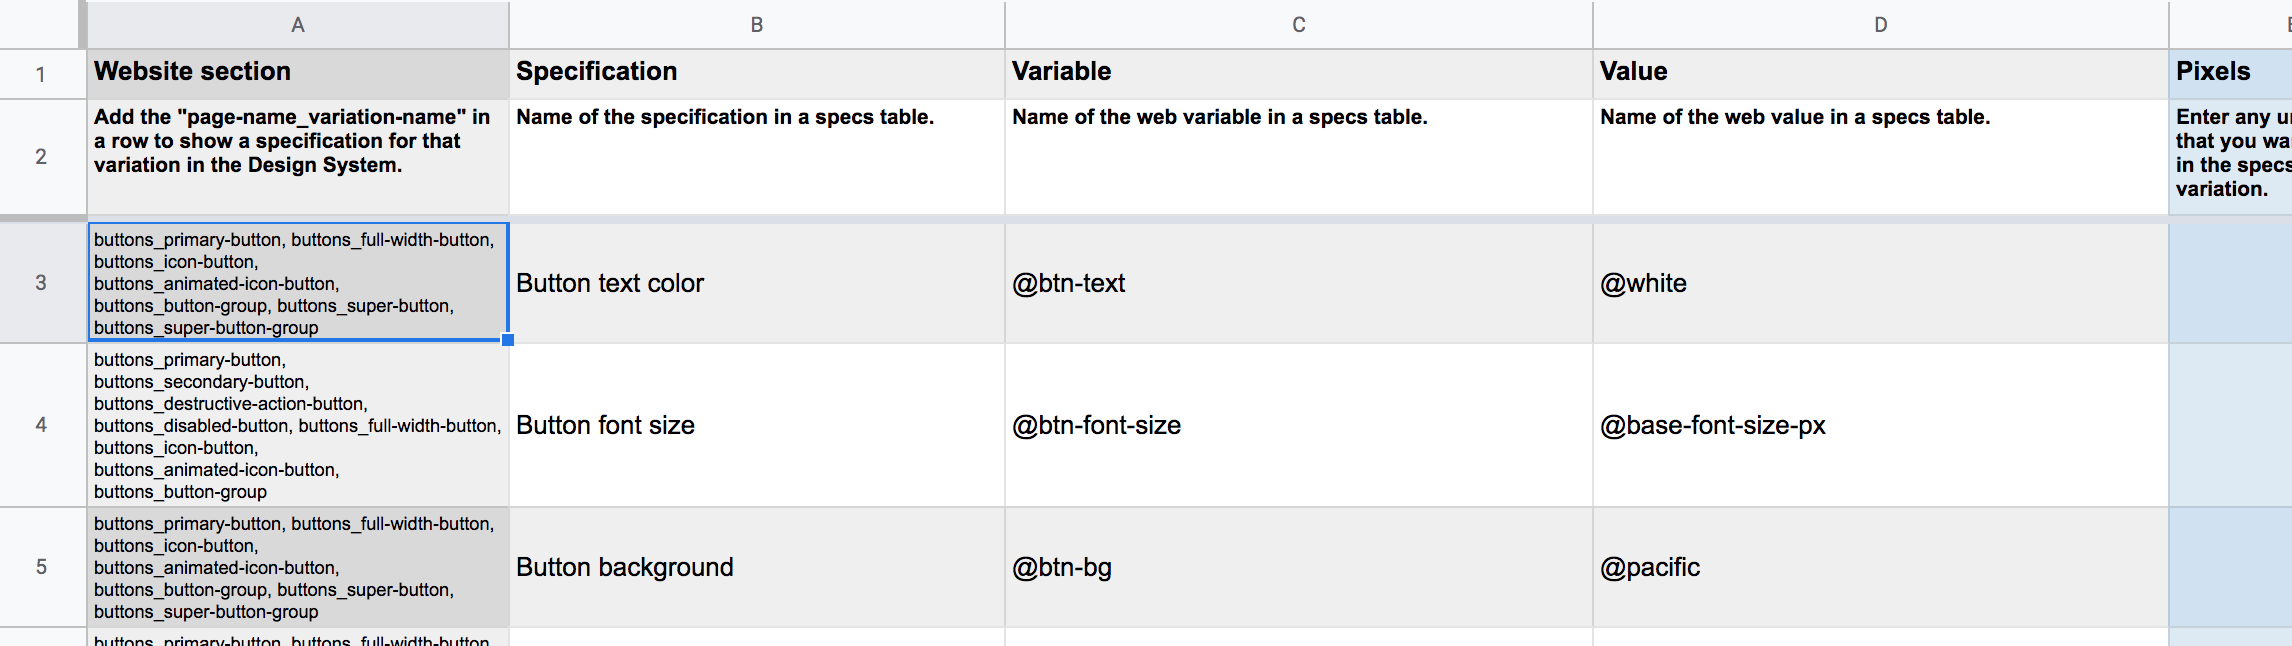 A B C D
1 Website section Specification Variable Value Pixels
2
Add the "page-name_variation-name" in
a row to show a specification for that
variation in the Design System.
Name of the specification in a specs table.
Name of the web variable in a specs table.
Name of the web value in a specs table.
Enter any
that you
in the specs
variation.
3
buttons_primary-button, buttons_full-width-button,
buttons_icon-button,
buttons_animated-icon-button,
buttons_button-group, buttons_super-button,
buttons_super-button-group
Button text color
@btn-text
@white
4
buttons_primary-button,
buttons_secondary-button,
buttons_destructive-action-button,
buttons_disabled-button, buttons_full-width-button,
buttons_icon-button,
buttons_animated-icon-button,
buttons_button-group
Button font size
@btn-font-size
@base-font-size-px
5
buttons_primary-button, buttons_full-width-button,
buttons_icon-button,
buttons_animated-icon-button,
buttons_button-group, buttons_super-button,
buttons_super-button-group
Button background
@btn-bg
@pacific
buttons_primary-button, buttons_full-width-button